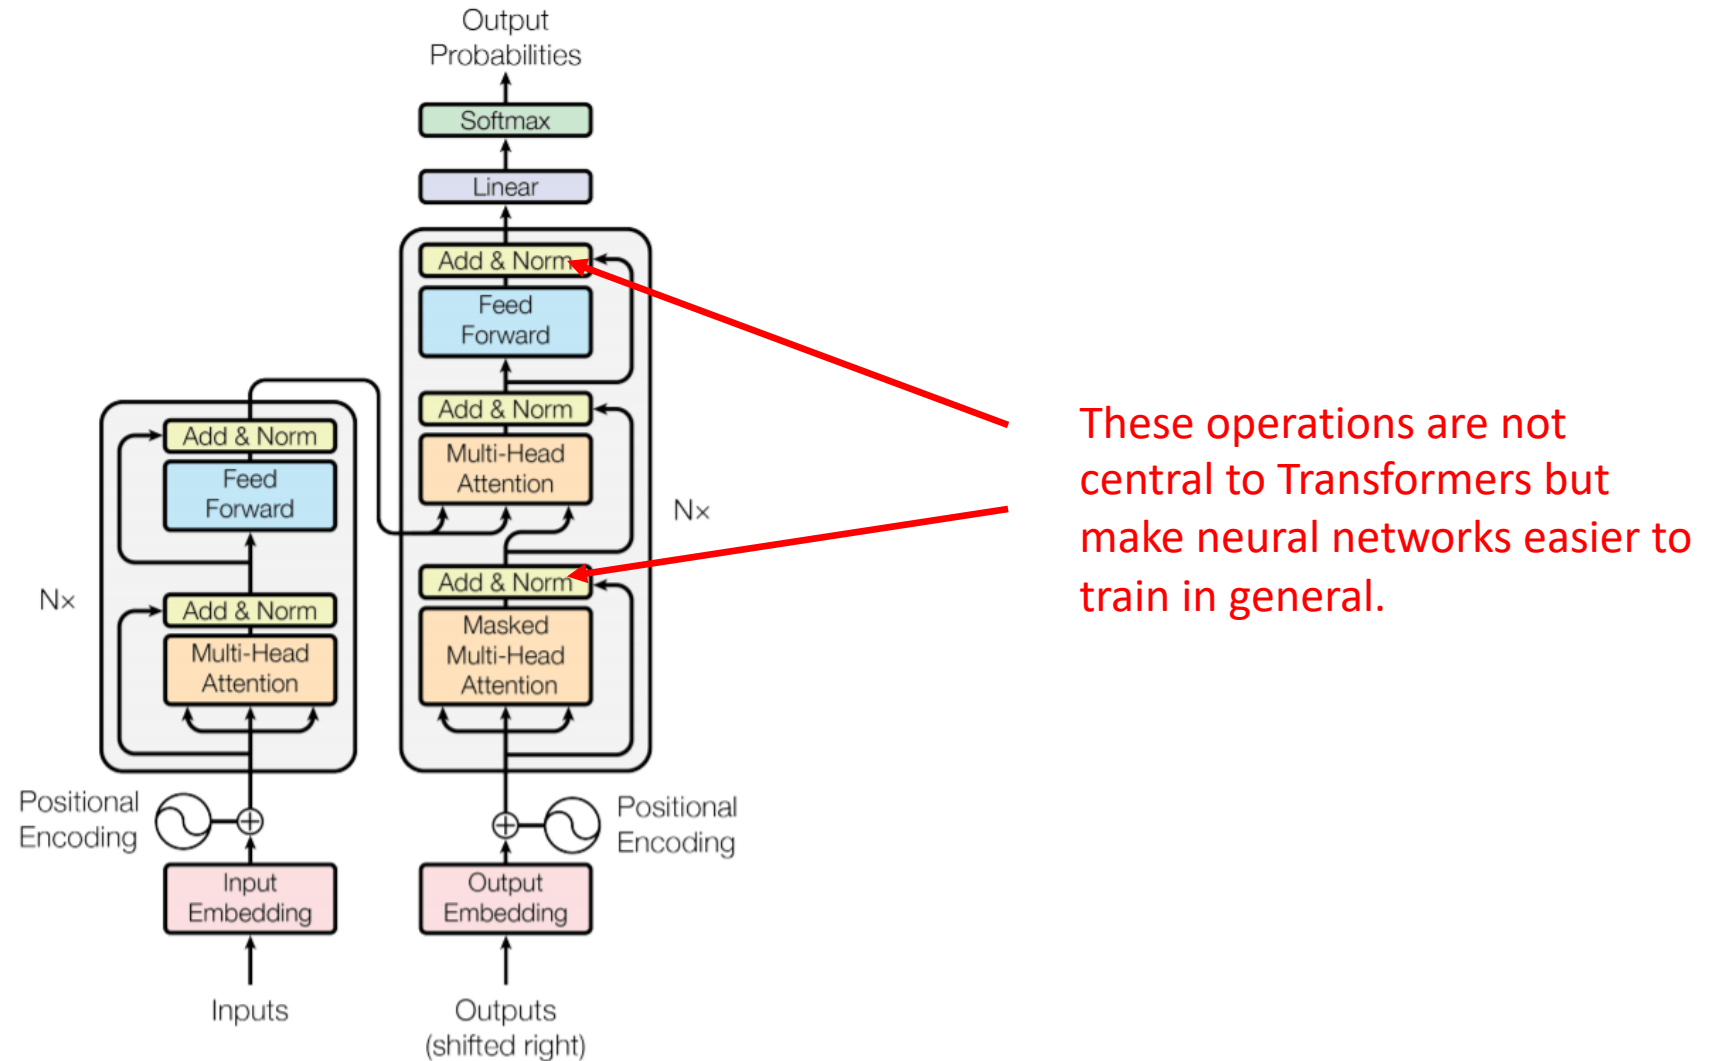 Output
Probabilities
Softmax
Linear
Add & Norm
Feed
Forward
Add & Norm
Multi-Head
Attention
Nx
Add & Norm
Masked
Multi-Head
Attention
Positional
Encoding
Output
Embedding
Outputs
(shifted right)
Add & Norm
Feed
Forward
Nx
Add & Norm
Multi-Head
Attention
Positional
Encoding
Input
Embedding
Inputs
These operations are not
central to Transformers but
make neural networks easier to
train in general.